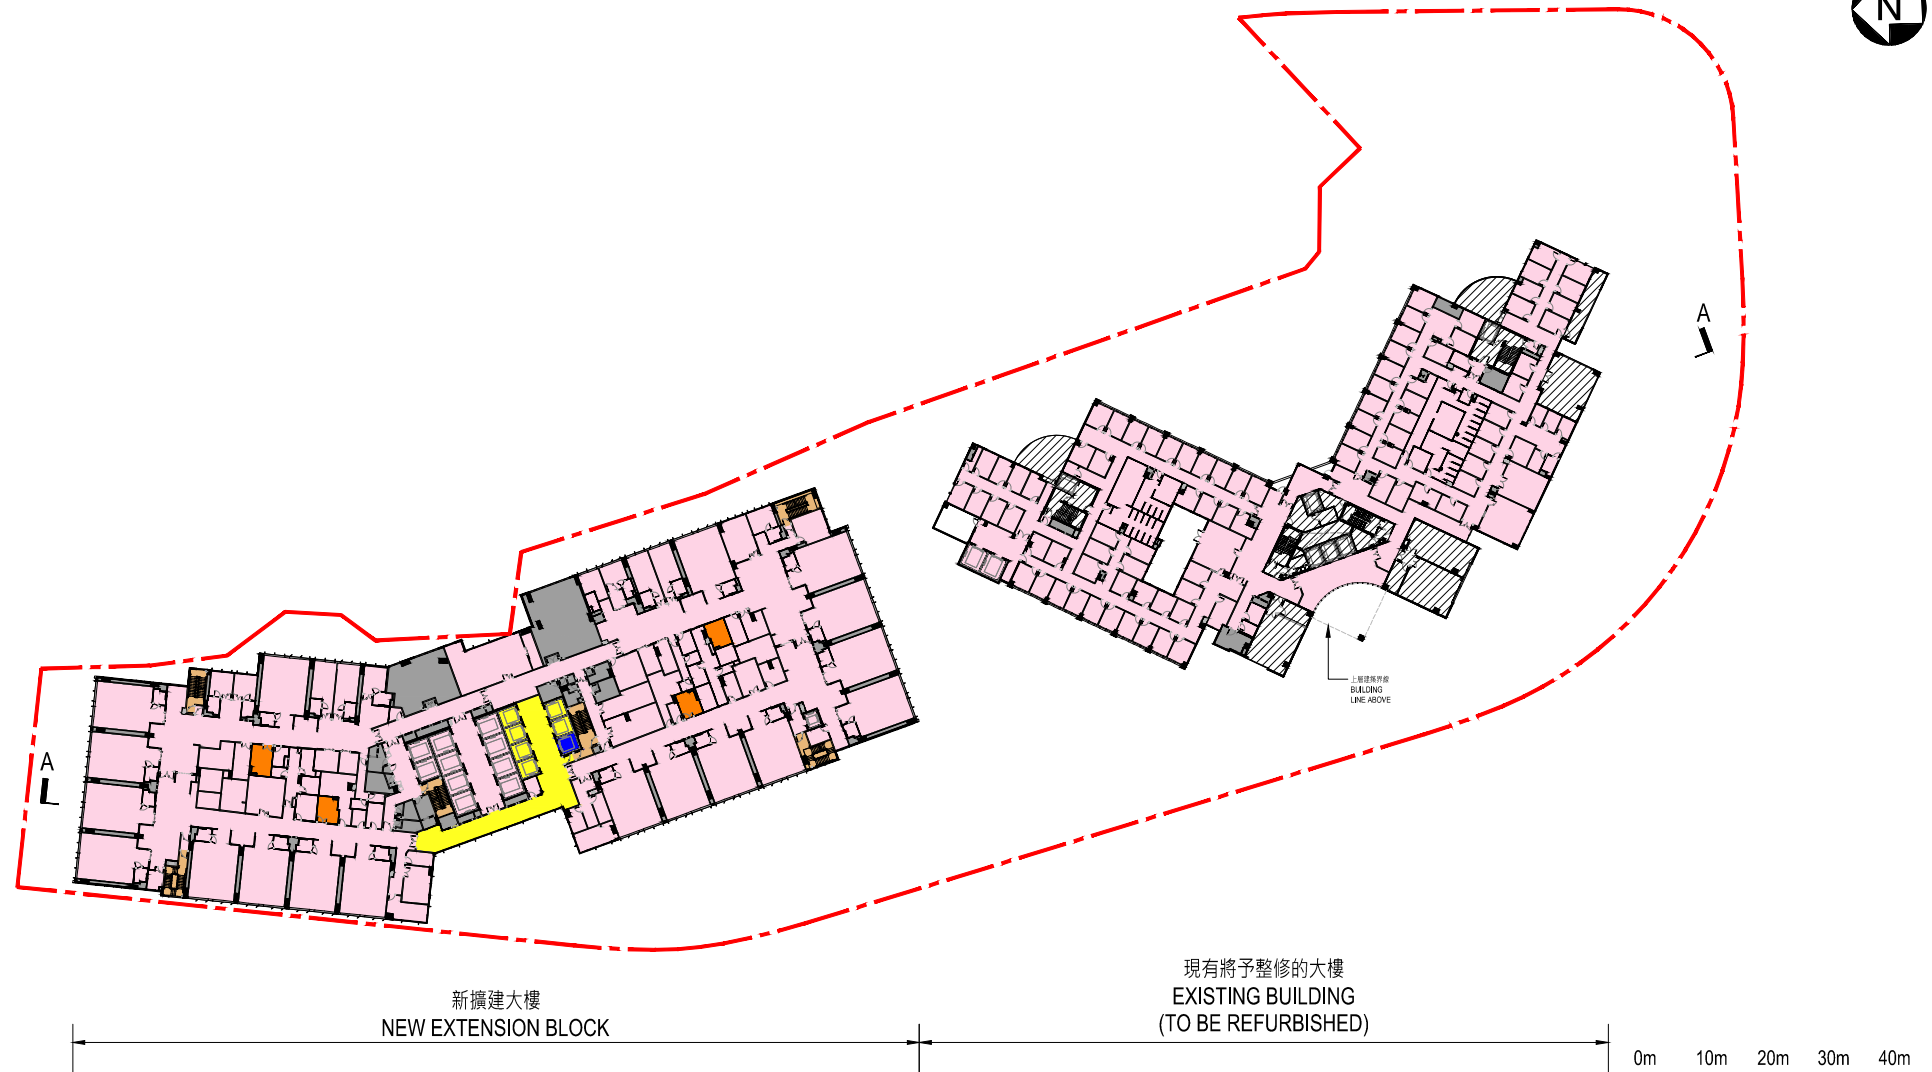 N
A
A
上層建築界線
BUILDING
LINE ABOVE
現有將予整修的大樓
EXISTING BUILDING
(TO BE REFURBISHED)
新擴建大樓
NEW EXTENSION BLOCK
0m 10m 20m 30m 40m